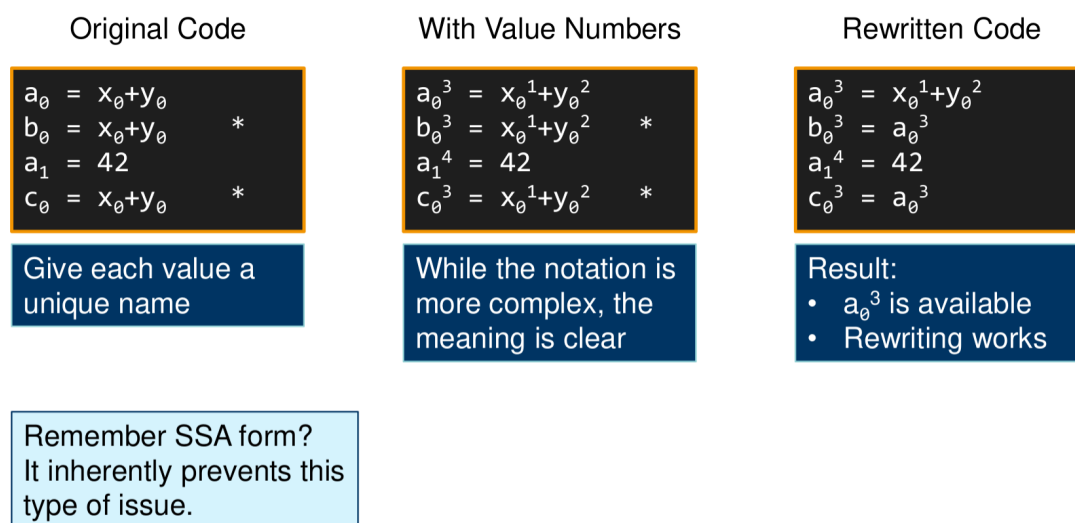 Original Code
a₀ = x₀+y₀
b₀ = x₀+y₀ *
a₁ = 42
c₀ = x₀+y₀ *
Give each value a
unique name
With Value Numbers
a₀³ = x₀¹+y₀²
b₀³ = x₀¹+y₀² *
a₁⁴ = 42
c₀³ = x₀¹+y₀² *
While the notation is
more complex, the
meaning is clear
Rewritten Code
a₀³ = x₀¹+y₀²
b₀³ = a₀³
a₁⁴ = 42
c₀³ = a₀³
Result:
• a₀³ is available
• Rewriting works
Remember SSA form?
It inherently prevents this
type of issue.